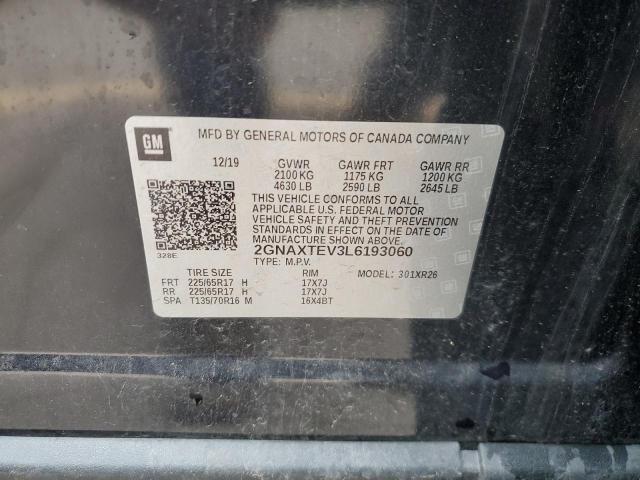 GM
MFD BY GENERAL MOTORS OF CANADA COMPANY
12/19 GVWR GAWR FRT GAWR RR
2100 KG 1175 KG 1200 KG
4630 LB 2590 LB 2645 LB
THIS VEHICLE CONFORMS TO ALL
APPLICABLE U.S. FEDERAL MOTOR
VEHICLE SAFETY AND THEFT PREVENTION
STANDARDS IN EFFECT ON THE DATE OF
MANUFACTURE SHOWN ABOVE.
328E 2GNAXTEV3L6193060
TYPE: M.P.V. MODEL: 301XR26
TIRE SIZE RIM
FRT 225/65R17 H 17X7J
RR 225/65R17 H 17X7J
SPA T135/70R16 M 16X4BT